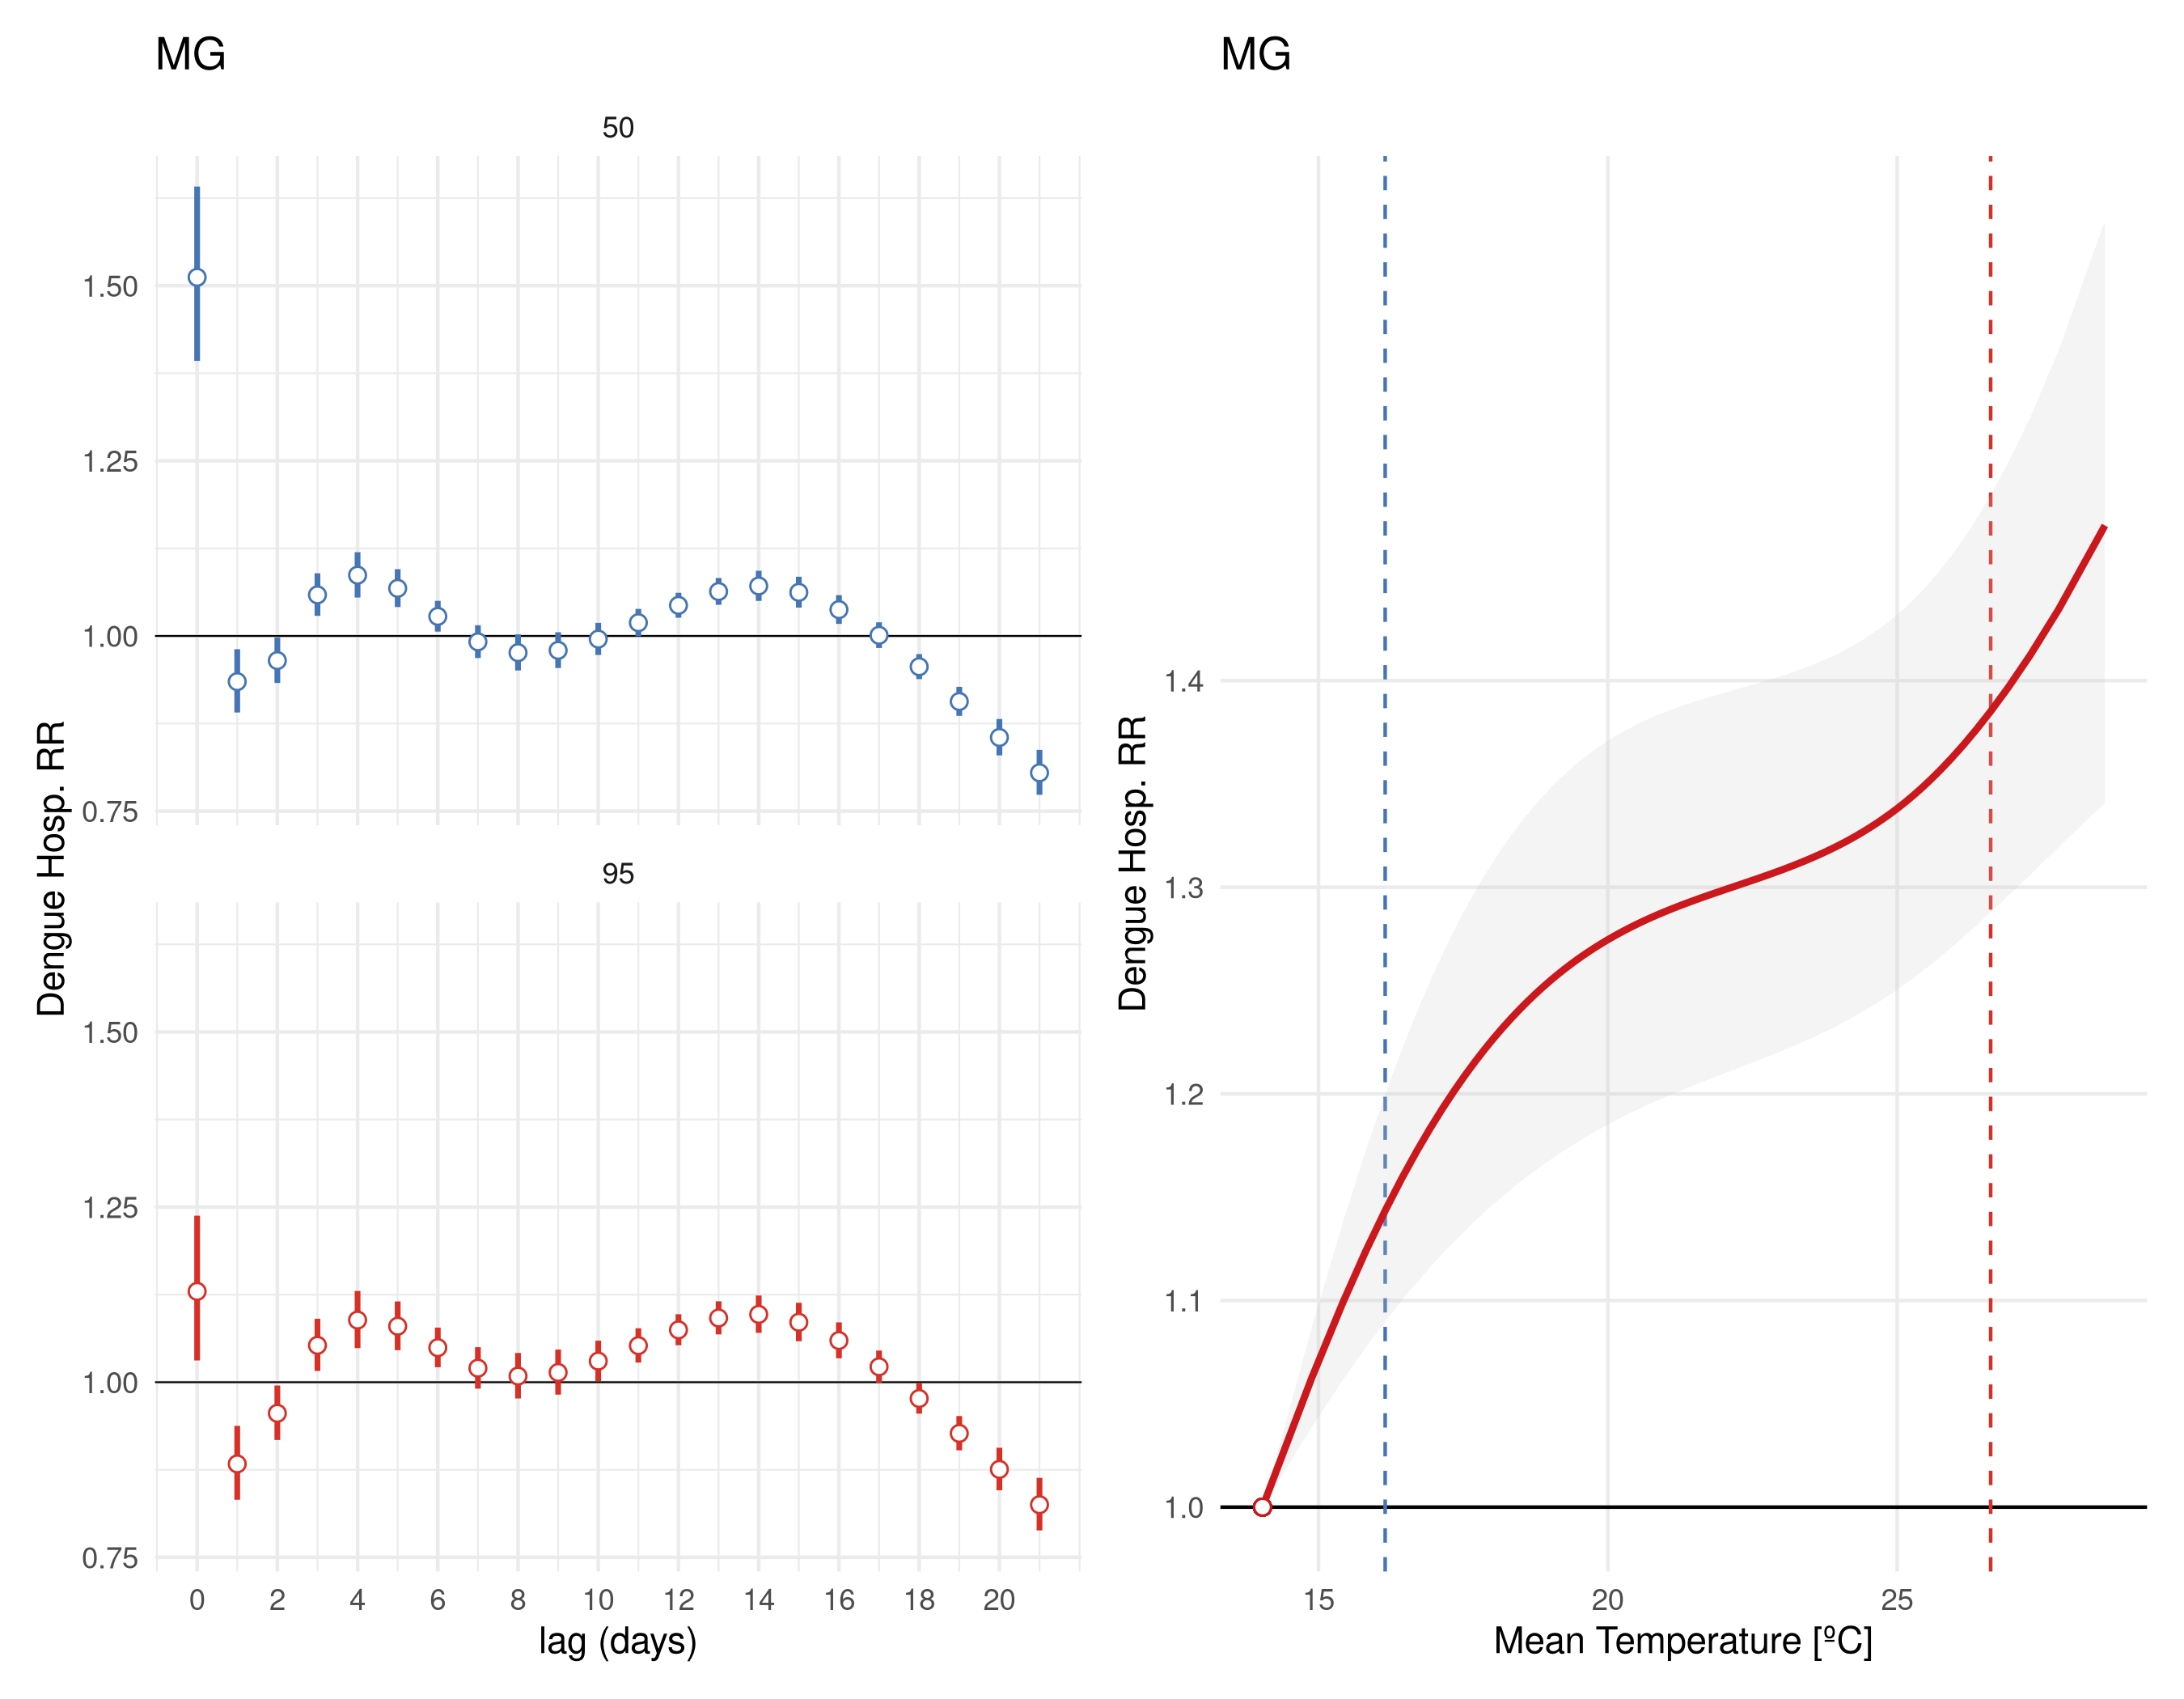 MG
50
1.50
1.25
1.00
0.75
95
1.50
1.25
1.00
0.75
Dengue Hosp. RR
0 2 4 6 8 10 12 14 16 18 20
lag (days)
MG
1.4
1.3
1.2
1.1
1.0
Dengue Hosp. RR
15 20 25
Mean Temperature [ºC]